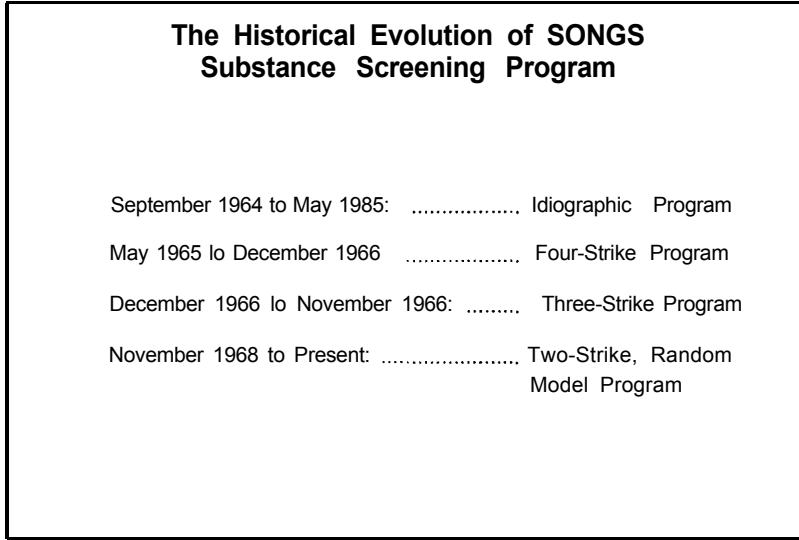 The Historical Evolution of SONGS
Substance Screening Program
September 1964 to May 1985: .................. Idiographic Program
May 1965 lo December 1966 ................... Four-Strike Program
December 1966 lo November 1966: ......... Three-Strike Program
November 1968 to Present: ....................... Two-Strike, Random
Model Program